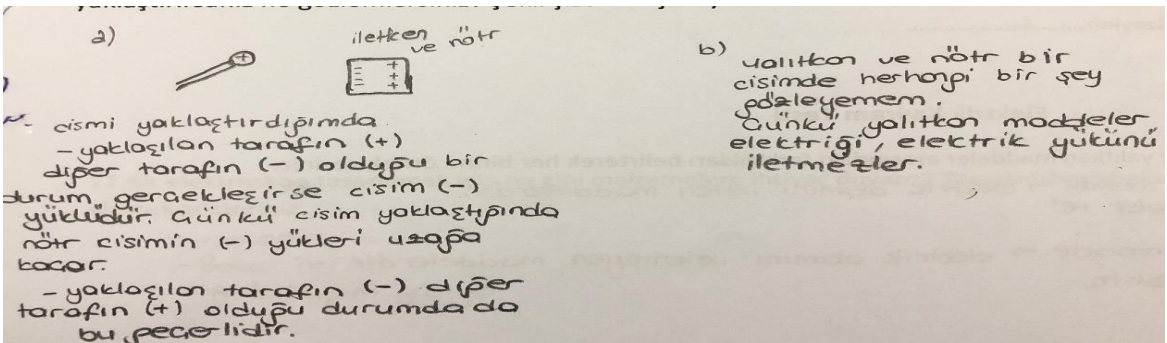 a)
+
iletken
ve nötr
- +
- +
- +
cismi yaklaştırdığımda
- yaklaşılan tarafın (+)
diğer tarafın (-) olduğu bir
durum gerçekleşirse cisim (-)
yüklüdür. Çünkü cisim yaklaştığında
nötr cisimin (-) yükleri uzağa
kaçar.
- yaklaşılan tarafın (-) diğer
tarafın (+) olduğu durumda da
bu geçerlidir.
b)
yalıtkan ve nötr bir
cisimde herhangi bir şey
gözleyemem.
Çünkü yalıtkan maddeler
elektriği, elektrik yükünü
iletmezler.